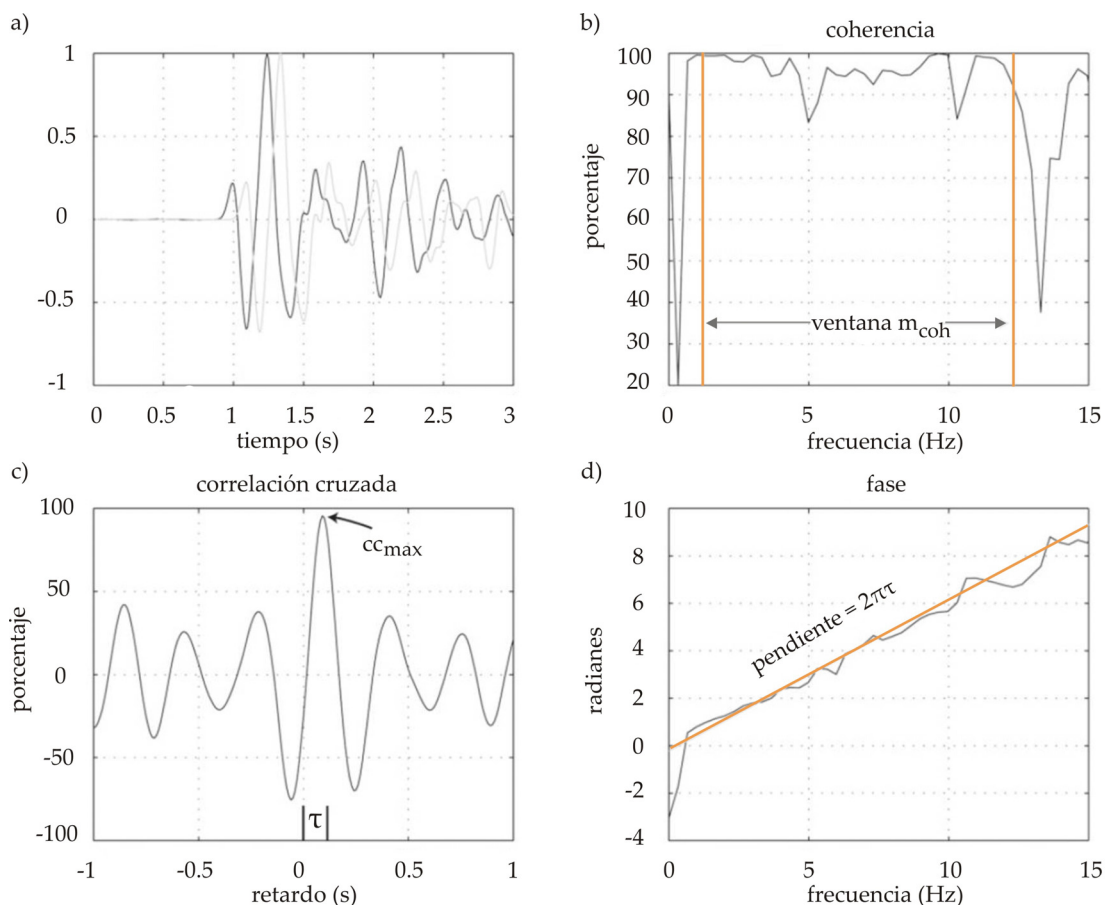 a)
1
0.5
0
-0.5
-1
0 0.5 1 1.5 2 2.5 3
tiempo (s)
b)
coherencia
porcentaje
100
90
80
70
60
50
40
30
20
ventana m_coh
0 5 10 15
frecuencia (Hz)
c)
correlación cruzada
porcentaje
100
50
0
-50
-100
cc_max
τ
-1 -0.5 0 0.5 1
retardo (s)
d)
fase
radianes
10
8
6
4
2
0
-2
-4
pendiente = 2πτ
0 5 10 15
frecuencia (Hz)